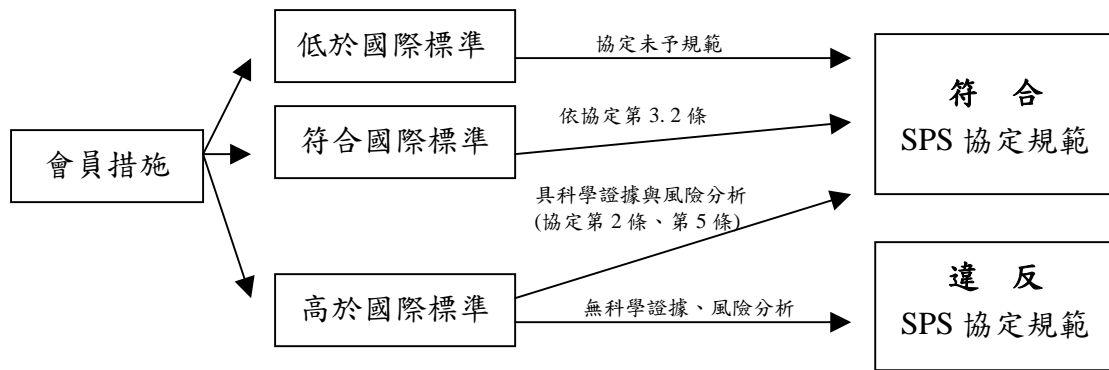 會員措施
低於國際標準
符合國際標準
高於國際標準
協定未予規範
依協定第 3.2 條
具科學證據與風險分析
(協定第 2 條、第 5 條)
無科學證據、風險分析
符 合
SPS 協定規範
違 反
SPS 協定規範